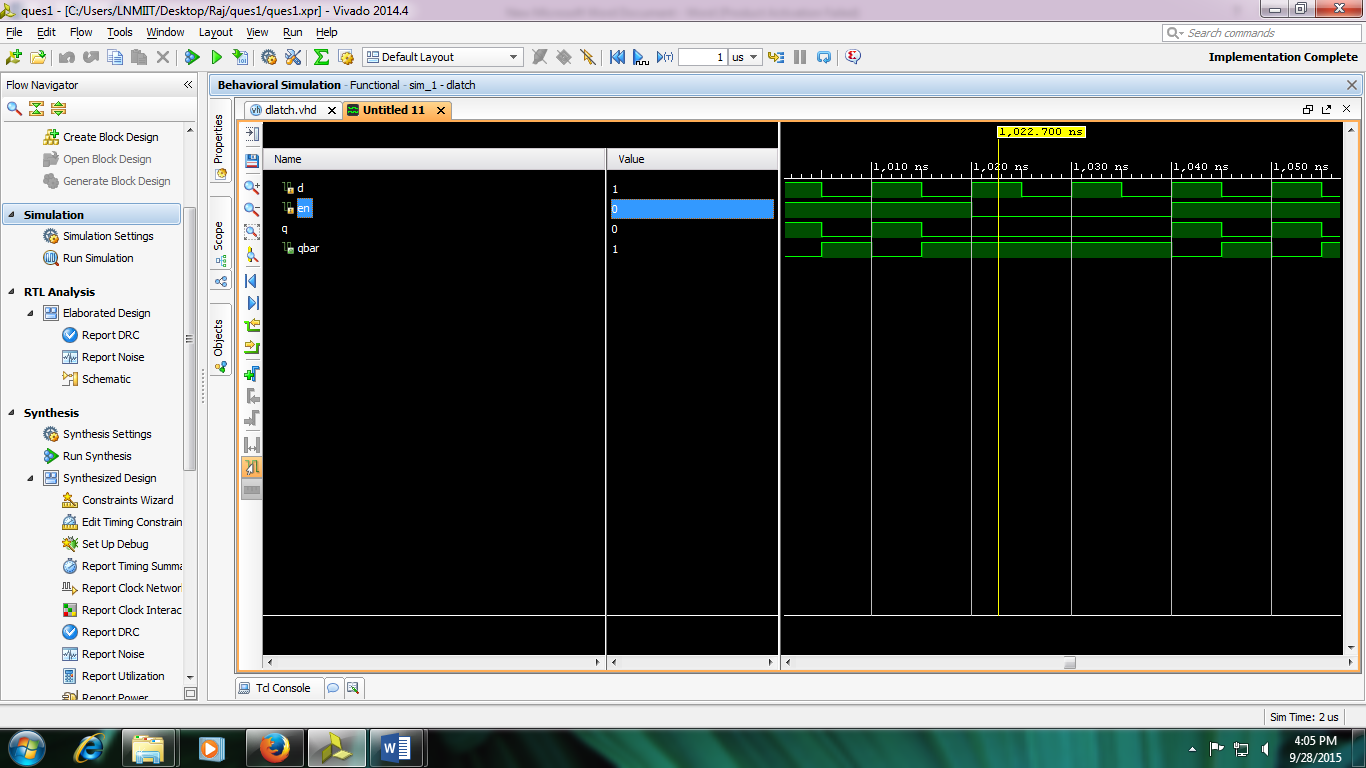 ques1 - [C:/Users/LNMIIT/Desktop/Raj/ques1/ques1.xpr] - Vivado 2014.4
File Edit Flow Tools Window Layout View Run Help
Search commands
Default Layout
1
us
Implementation Complete
Flow Navigator
Create Block Design
Open Block Design
Generate Block Design
Simulation
Simulation Settings
Run Simulation
RTL Analysis
Elaborated Design
Report DRC
Report Noise
Schematic
Synthesis
Synthesis Settings
Run Synthesis
Synthesized Design
Constraints Wizard
Edit Timing Constrain
Set Up Debug
Report Timing Summa
Report Clock Networ
Report Clock Interac
Report DRC
Report Noise
Report Utilization
Report Power
Behavioral Simulation - Functional - sim_1 - dlatch
Properties
Scope
Objects
dlatch.vhd
Untitled 11
Name Value
d 1
en 0
q 0
qbar 1
1,022.700 ns
1,010 ns 1,020 ns 1,030 ns 1,040 ns 1,050 ns
Tcl Console
Sim Time: 2 us
4:05 PM
9/28/2015